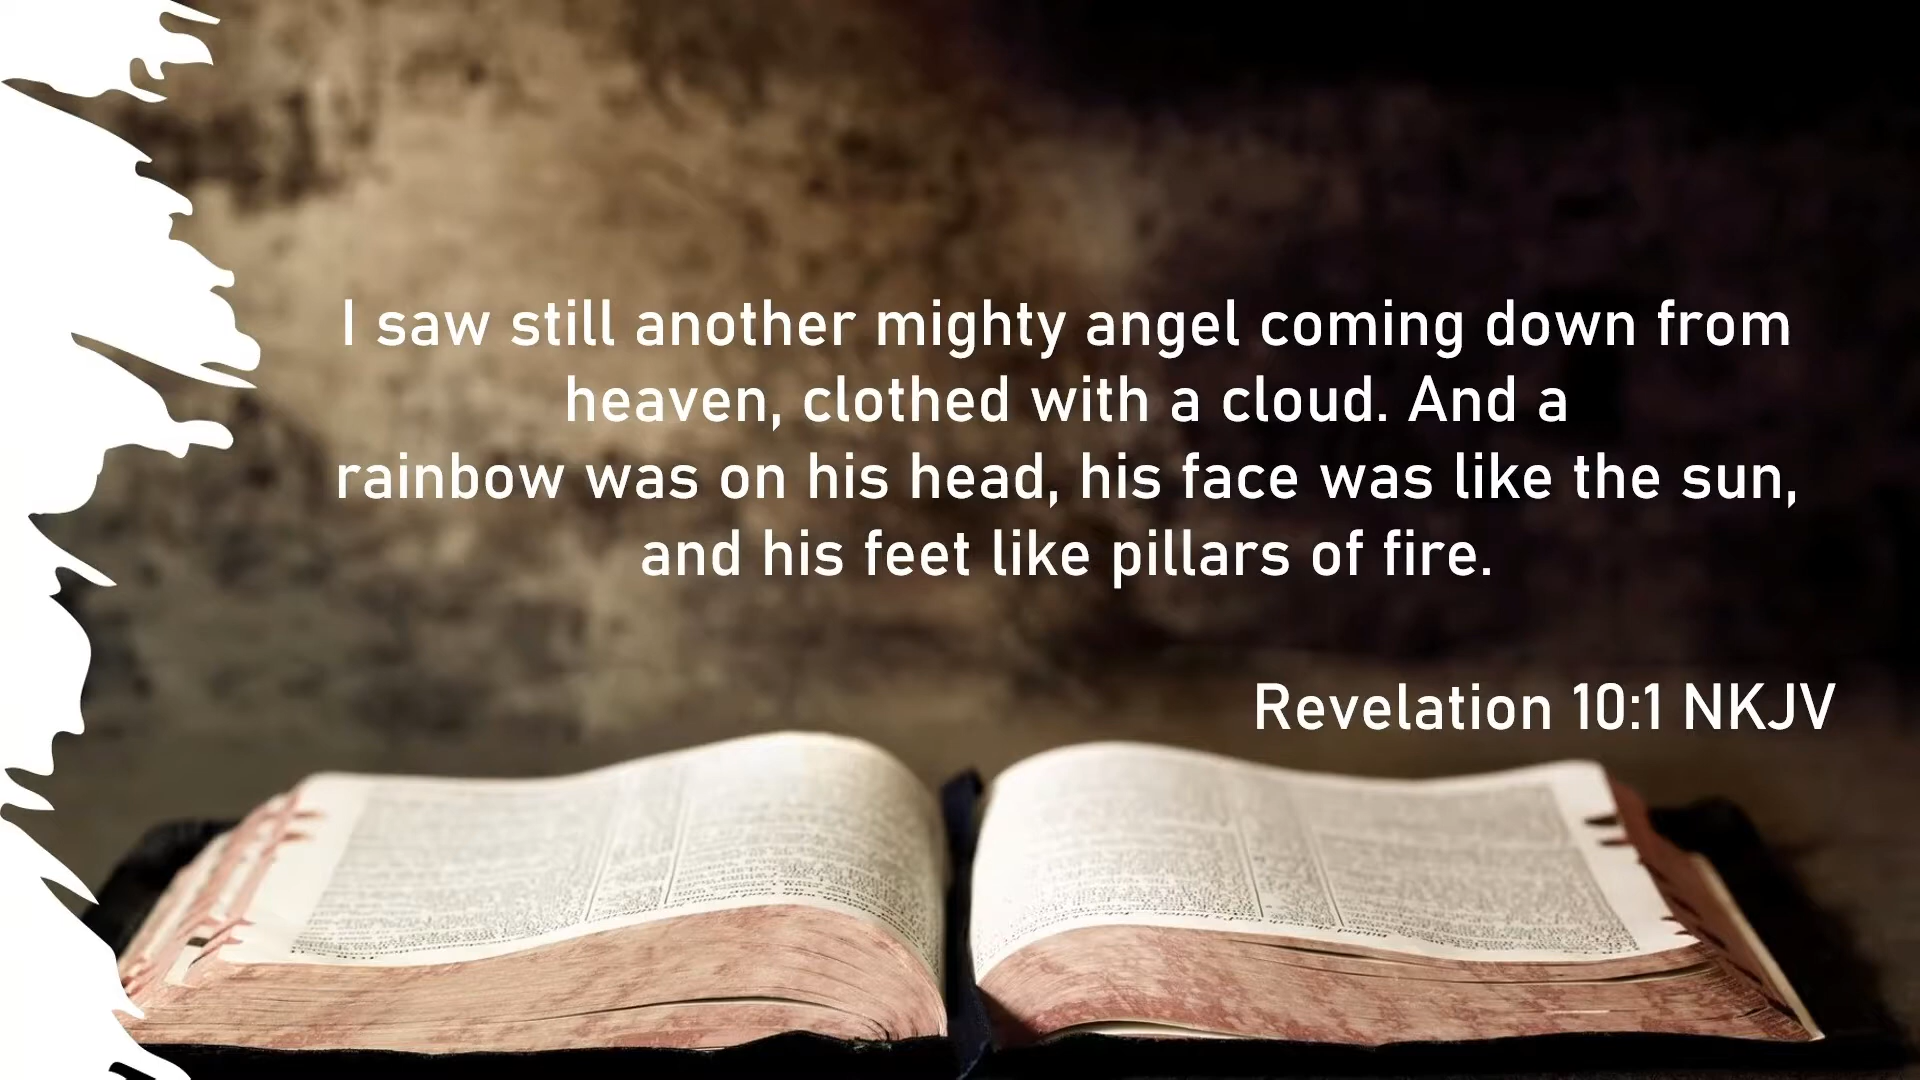 I saw still another mighty angel coming down from
heaven, clothed with a cloud. And a
rainbow was on his head, his face was like the sun,
and his feet like pillars of fire.
Revelation 10:1 NKJV